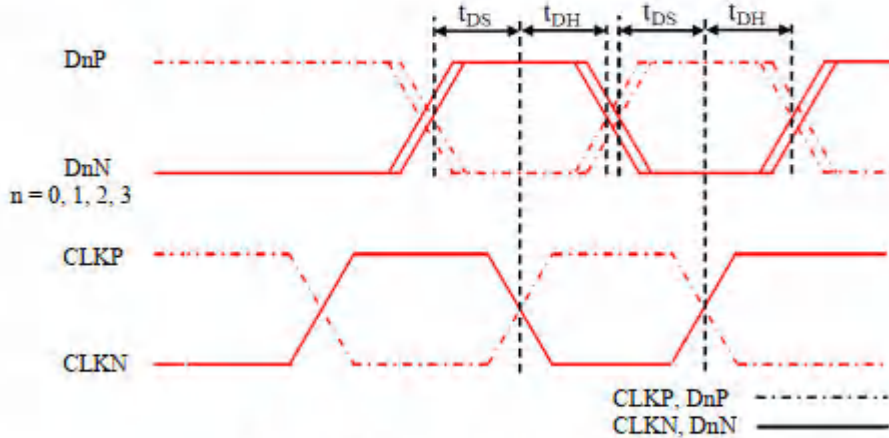 tDS tDH tDS tDH
DnP
DnN
n = 0, 1, 2, 3
CLKP
CLKN
CLKP, DnP
CLKN, DnN